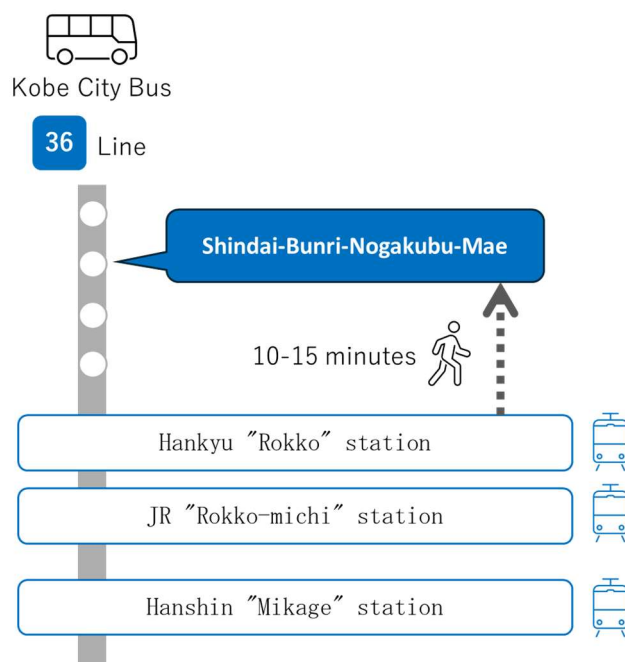 Kobe City Bus
36 Line
Shindai-Bunri-Nogakubu-Mae
10-15 minutes
Hankyu "Rokko" station
JR "Rokko-michi" station
Hanshin "Mikage" station